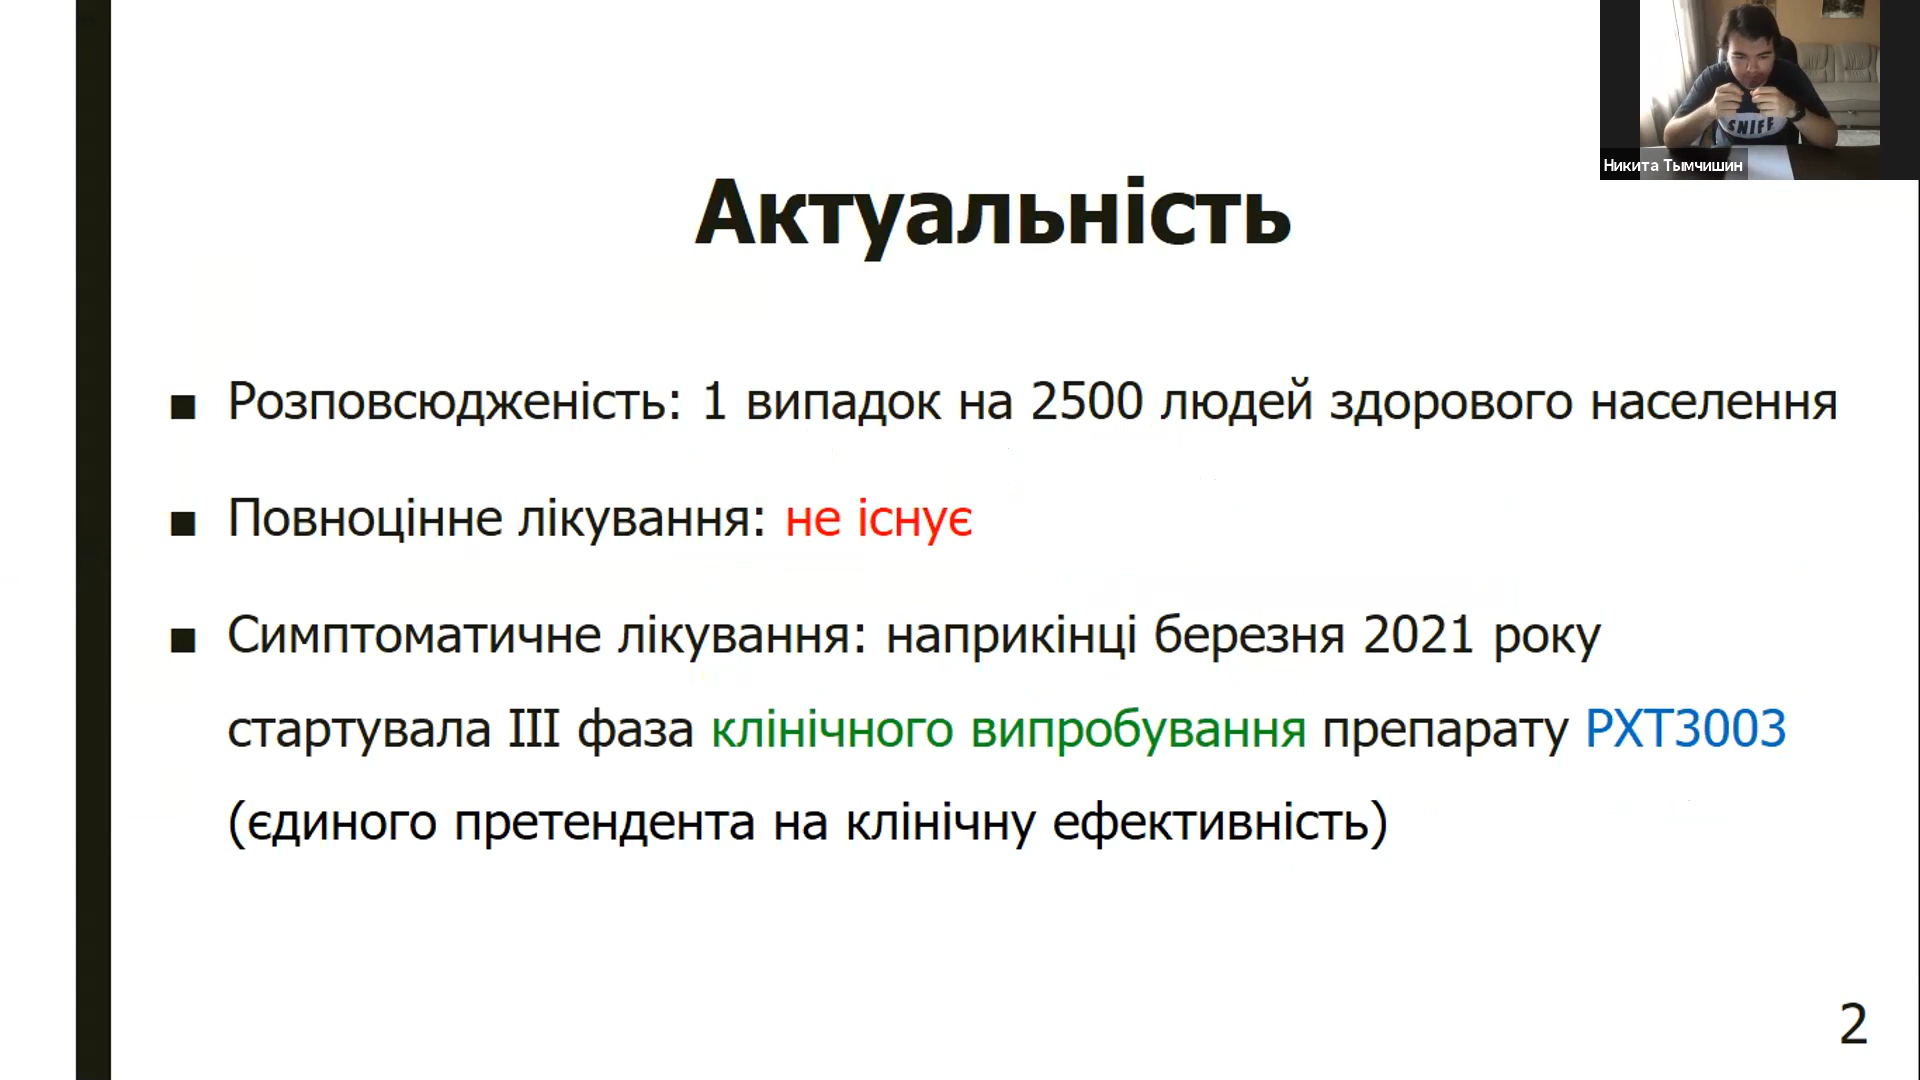 Актуальність
■ Розповсюдженість: 1 випадок на 2500 людей здорового населення
■ Повноцінне лікування: не існує
■ Симптоматичне лікування: наприкінці березня 2021 року
стартувала III фаза клінічного випробування препарату PXT3003
(єдиного претендента на клінічну ефективність)
2
SNIFF
Никита Тымчишин